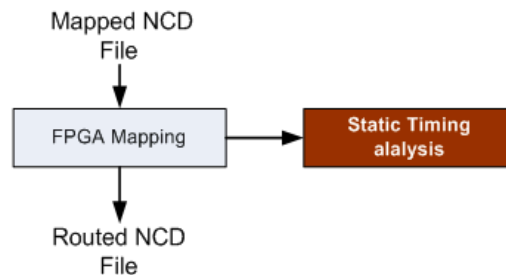 Mapped NCD
File
FPGA Mapping
Static Timing
alalysis
Routed NCD
File